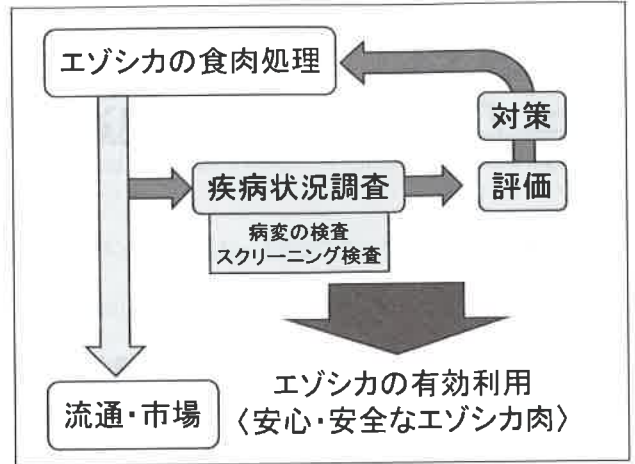 エゾシカの食肉処理
対策
疾病状況調査
評価
病変の検査
スクリーニング検査
エゾシカの有効利用
流通・市場
〈安心・安全なエゾシカ肉〉